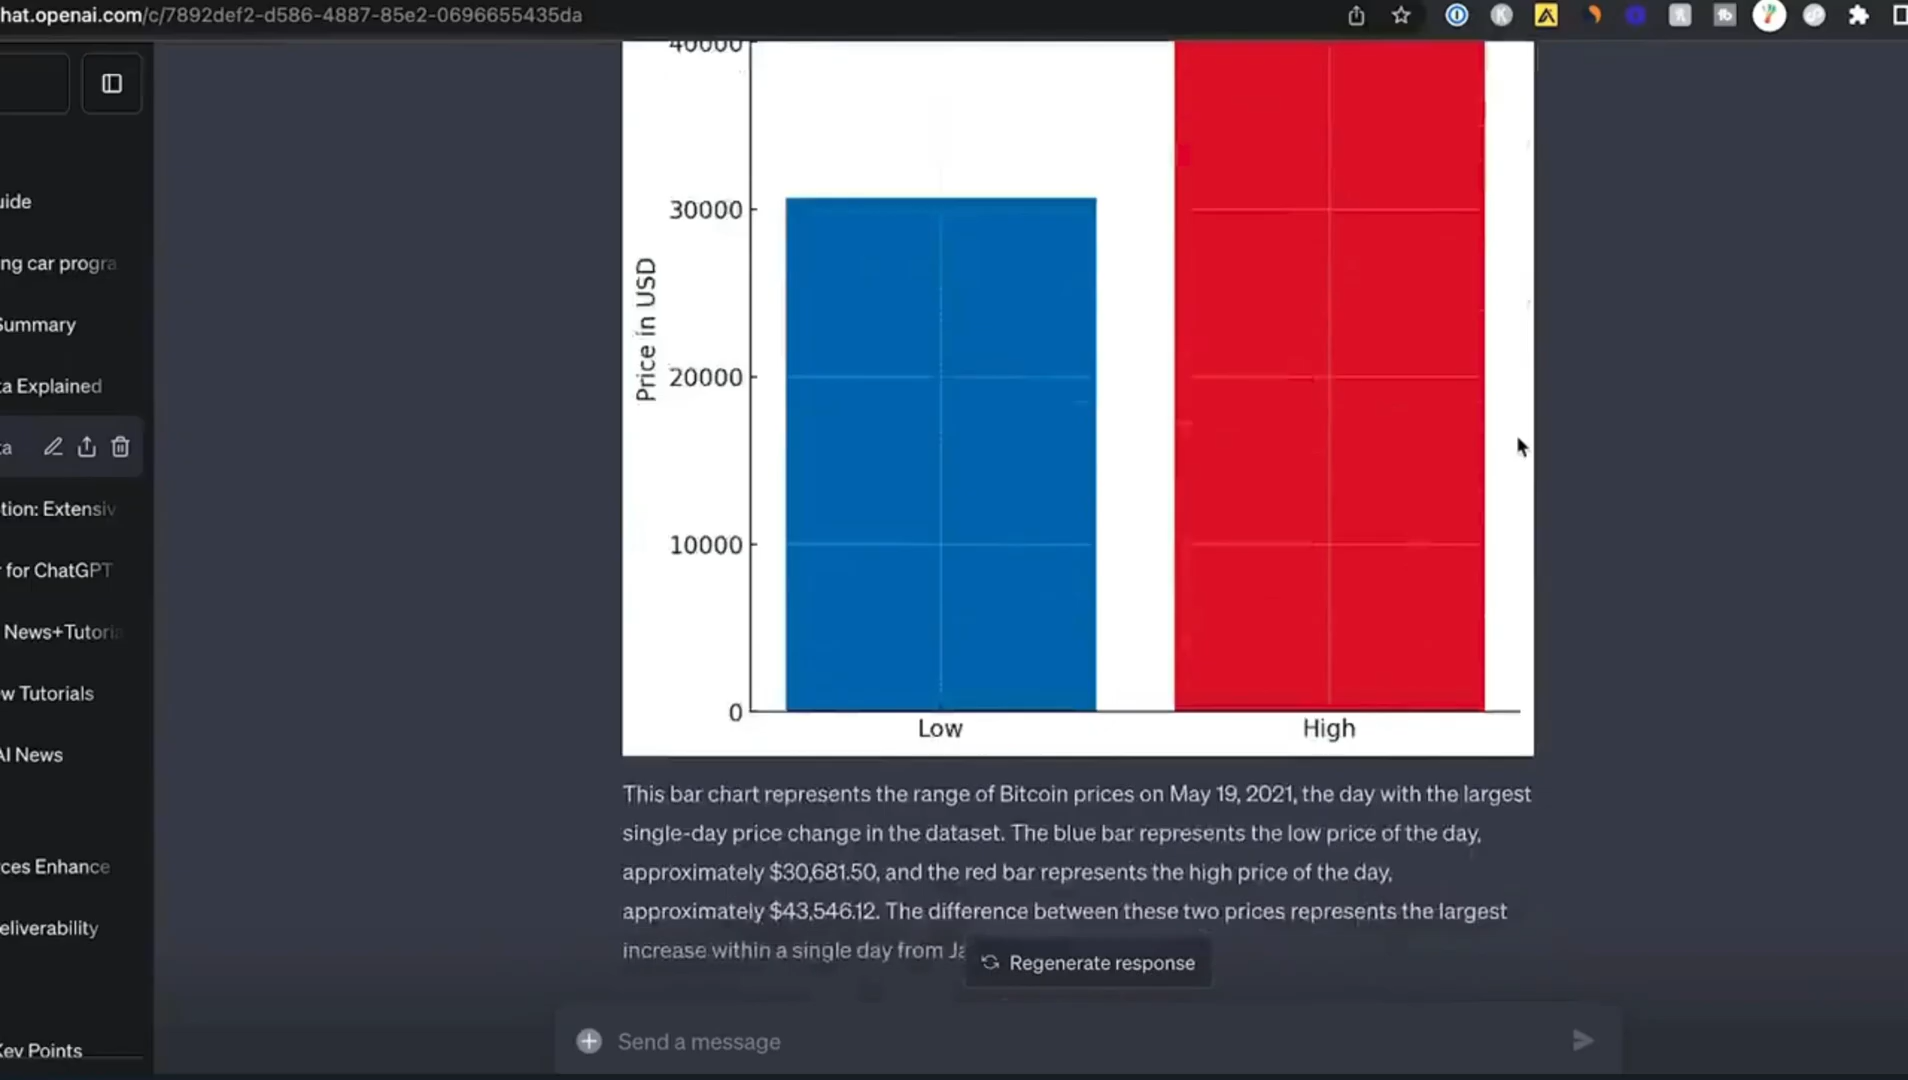 hat.openai.com/c/7892def2-d586-4887-85e2-0696655435da
uide
ng car progra
Summary
ta Explained
ta
tion: Extensiv
r for ChatGPT
News+Tutoria
w Tutorials
AI News
rces Enhance
eliverability
Key Points
40000
30000
20000
10000
0
Price in USD
Low
High
This bar chart represents the range of Bitcoin prices on May 19, 2021, the day with the largest
single-day price change in the dataset. The blue bar represents the low price of the day,
approximately $30,681.50, and the red bar represents the high price of the day,
approximately $43,546.12. The difference between these two prices represents the largest
increase within a single day from Ja
Regenerate response
Send a message